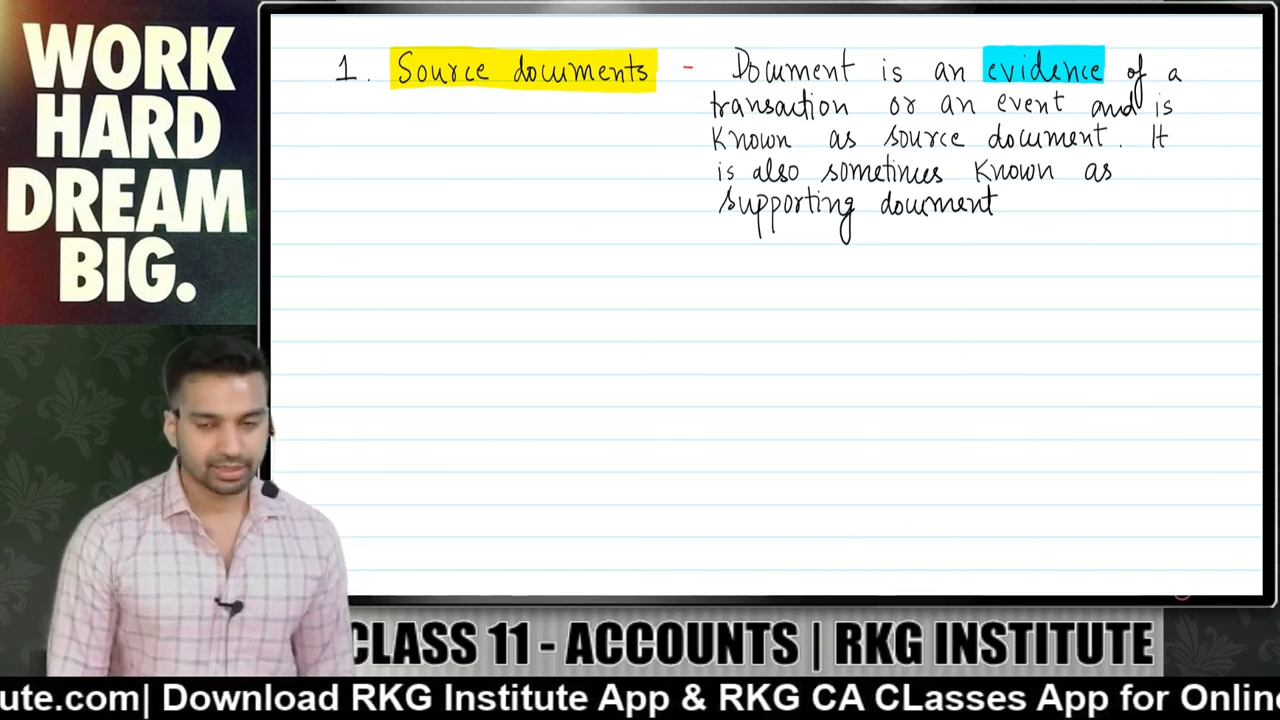 WORK
HARD
DREAM
BIG.
1. Source documents - Document is an evidence of a
transaction or an event and is
known as source document. It
is also sometimes known as
supporting document
CLASS 11 - ACCOUNTS | RKG INSTITUTE
ute.com| Download RKG Institute App & RKG CA CLasses App for Online